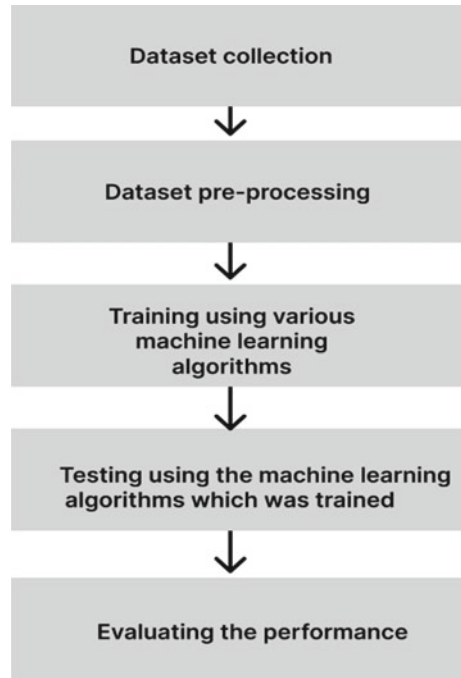 Dataset collection
Dataset pre-processing
Training using various
machine learning
algorithms
Testing using the machine learning
algorithms which was trained
Evaluating the performance